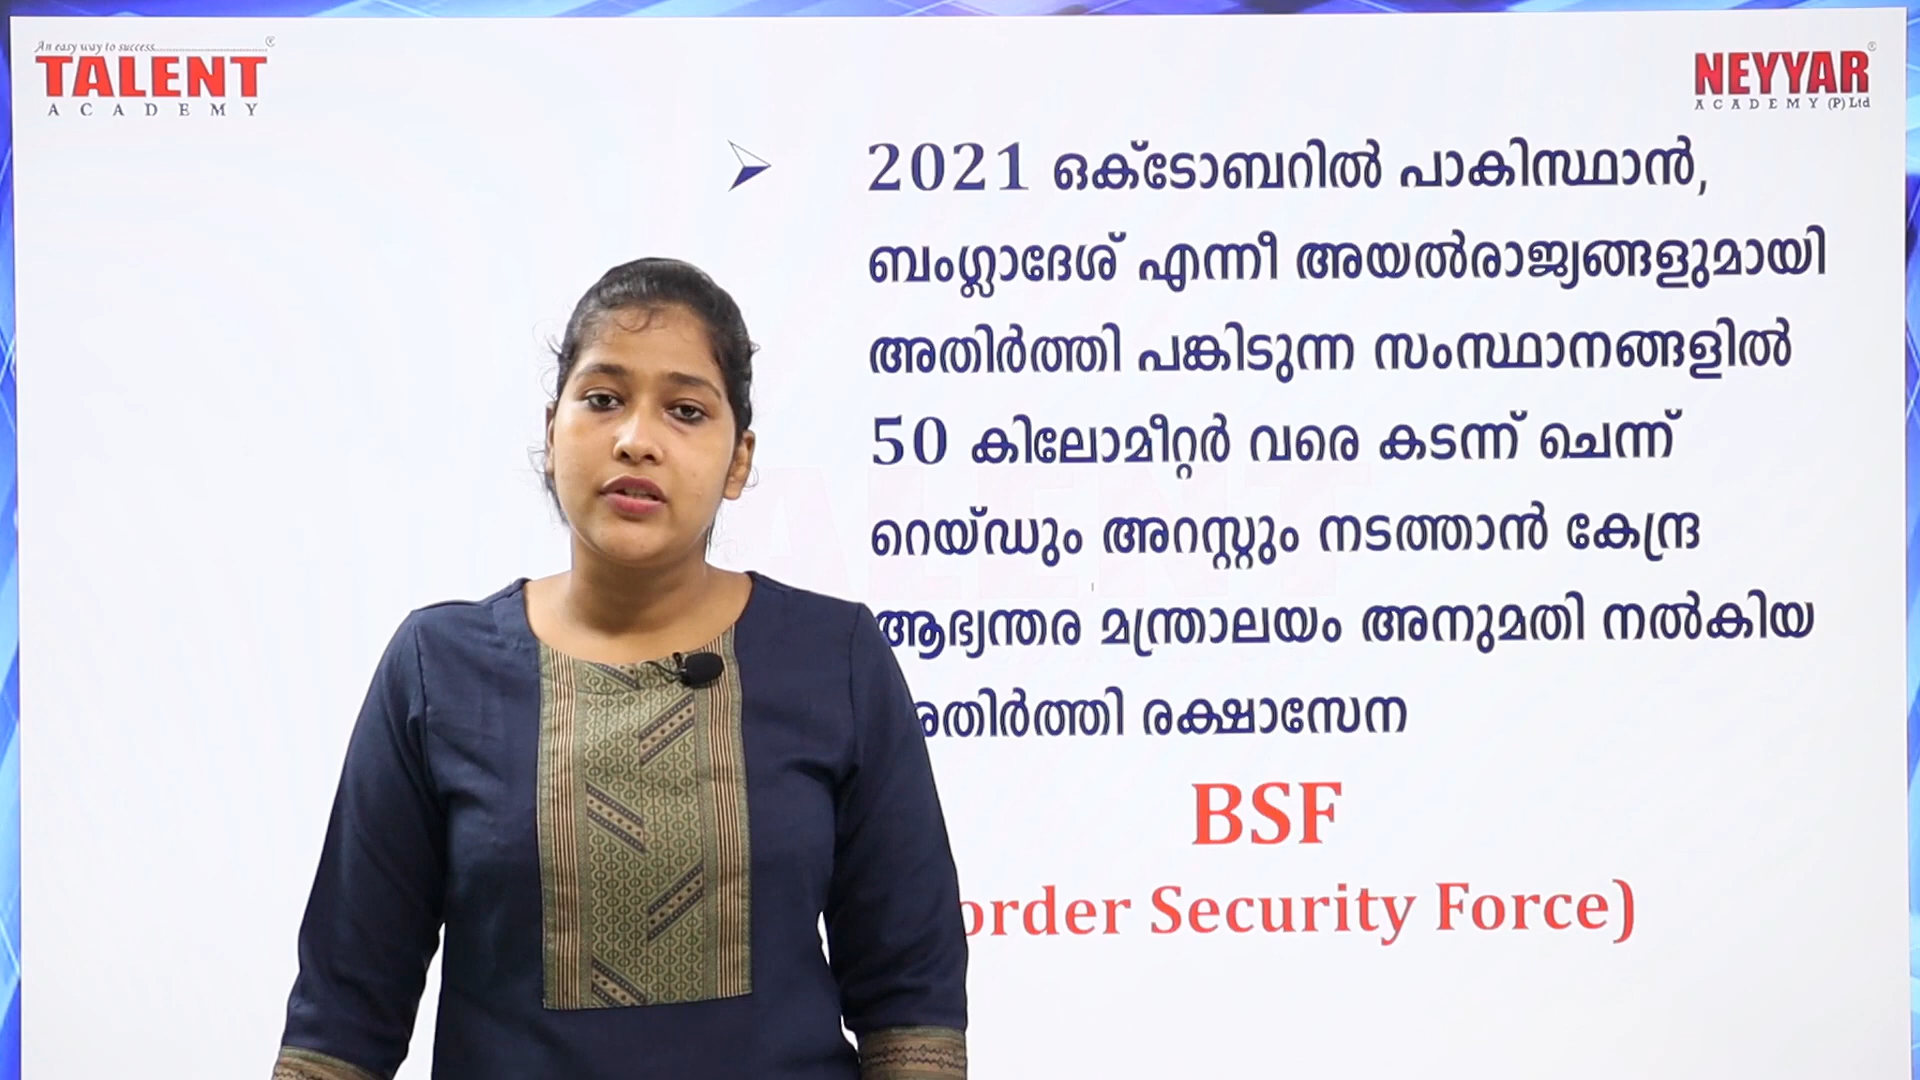 An easy way to success
TALENT
ACADEMY
NEYYAR
ACADEMY (P) Ltd
2021 ഒക്ടോബറിൽ പാകിസ്ഥാൻ,
ബംഗ്ലാദേശ് എന്നീ അയൽരാജ്യങ്ങളുമായി
അതിർത്തി പങ്കിടുന്ന സംസ്ഥാനങ്ങളിൽ
50 കിലോമീറ്റർ വരെ കടന്ന് ചെന്ന്
റെയ്ഡും അറസ്റ്റും നടത്താൻ കേന്ദ്ര
ആഭ്യന്തര മന്ത്രാലയം അനുമതി നൽകിയ
രതിർത്തി രക്ഷാസേന
BSF
order Security Force)